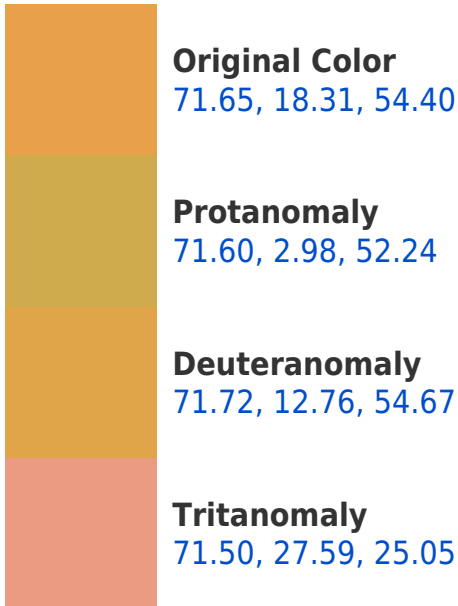 Original Color
71.65, 18.31, 54.40
Protanomaly
71.60, 2.98, 52.24
Deuteranomaly
71.72, 12.76, 54.67
Tritanomaly
71.50, 27.59, 25.05